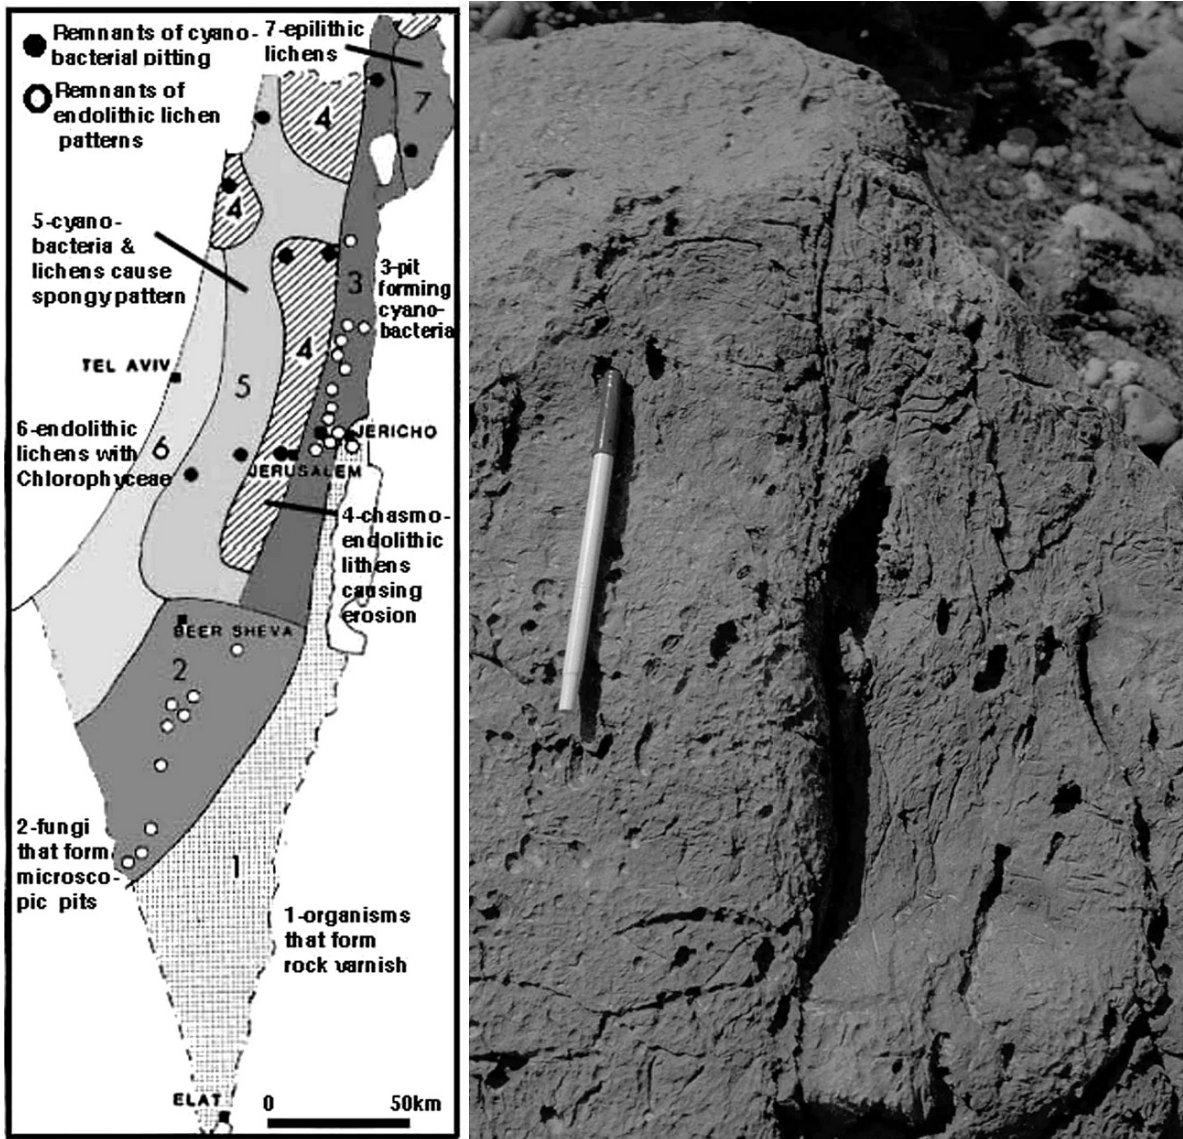 Remnants of cyano-
bacterial pitting
Remnants of
endolithic lichen
patterns
7-epilithic
lichens
4
7
4
5-cyano-
bacteria &
lichens cause
spongy pattern
3
3-pit
forming
cyano-
bacteria
4
TEL AVIV
5
6-endolithic
lichens with
Chlorophyceae
6
JERICHO
JERUSALEM
4-chasmo-
endolithic
lithens
causing
erosion
BEER SHEVA
2
2-fungi
that form
microsco-
pic pits
1
1-organisms
that form
rock varnish
ELAT
0 50km